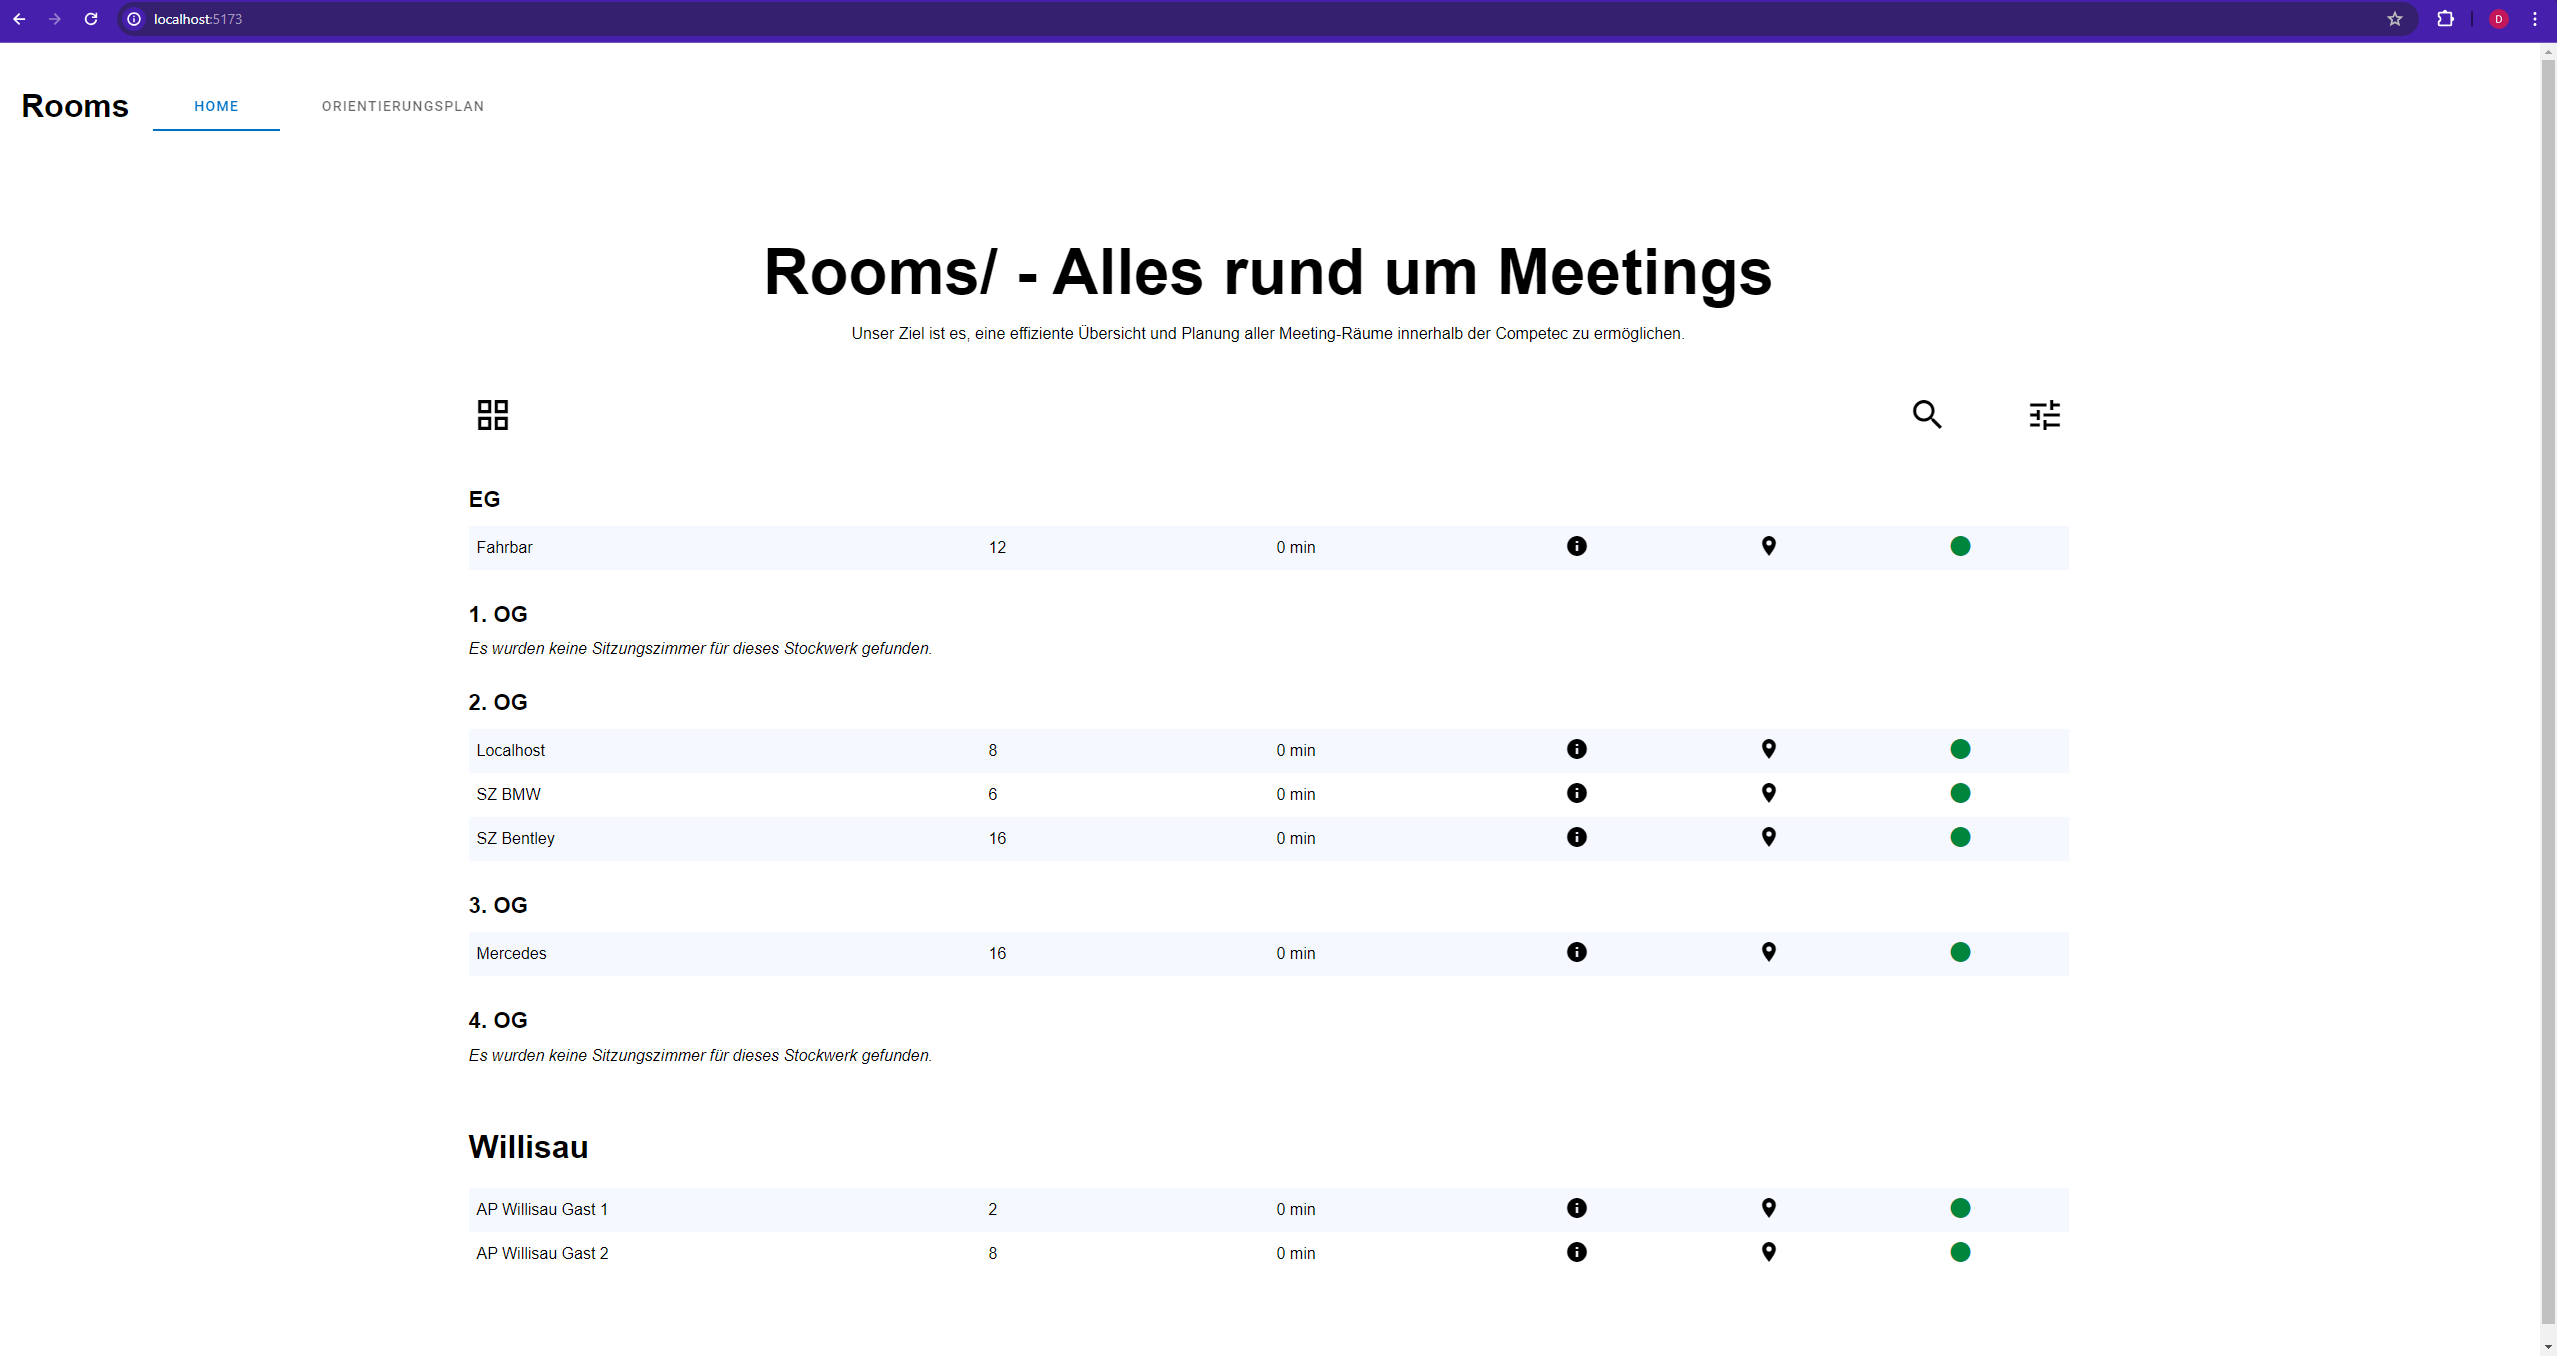 localhost:5173
D
Rooms HOME ORIENTIERUNGSPLAN
Rooms/ - Alles rund um Meetings
Unser Ziel ist es, eine effiziente Übersicht und Planung aller Meeting-Räume innerhalb der Competec zu ermöglichen.
EG
Fahrbar 12 0 min
1. OG
Es wurden keine Sitzungszimmer für dieses Stockwerk gefunden.
2. OG
Localhost 8 0 min
SZ BMW 6 0 min
SZ Bentley 16 0 min
3. OG
Mercedes 16 0 min
4. OG
Es wurden keine Sitzungszimmer für dieses Stockwerk gefunden.
Willisau
AP Willisau Gast 1 2 0 min
AP Willisau Gast 2 8 0 min